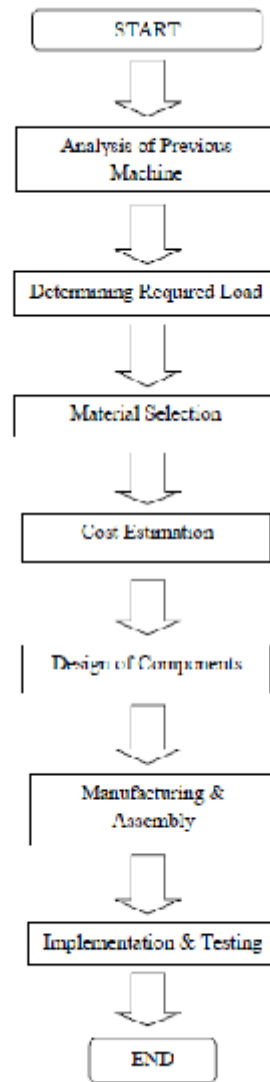 START
Analysis of Previous
Machine
Determining Required Load
Material Selection
Cost Estimation
Design of Components
Manufacturing &
Assembly
Implementation & Testing
END